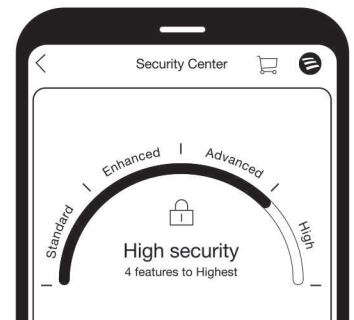 Security Center
Standard
Enhanced
Advanced
High
High security
4 features to Highest